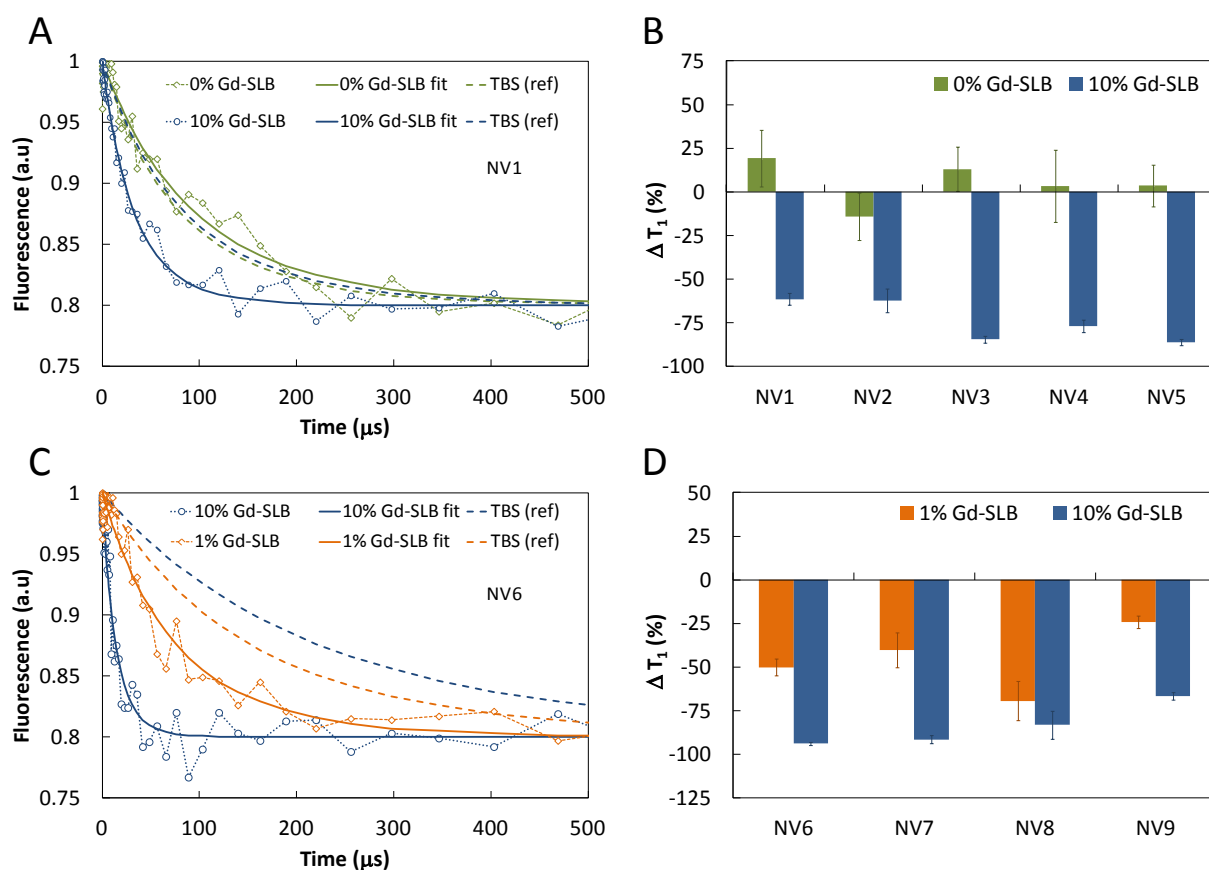 A
1
0.95
0.9
0.85
0.8
0.75
Fluorescence (a.u)
0% Gd-SLB 0% Gd-SLB fit TBS (ref)
10% Gd-SLB 10% Gd-SLB fit TBS (ref)
NV1
0 100 200 300 400 500
Time (μs)
B
75
50
25
0
-25
-50
-75
-100
Δ T₁ (%)
0% Gd-SLB 10% Gd-SLB
NV1 NV2 NV3 NV4 NV5
C
1
0.95
0.9
0.85
0.8
0.75
Fluorescence (a.u)
10% Gd-SLB 10% Gd-SLB fit TBS (ref)
1% Gd-SLB 1% Gd-SLB fit TBS (ref)
NV6
0 100 200 300 400 500
Time (μs)
D
50
25
0
-25
-50
-75
-100
-125
Δ T₁ (%)
1% Gd-SLB 10% Gd-SLB
NV6 NV7 NV8 NV9